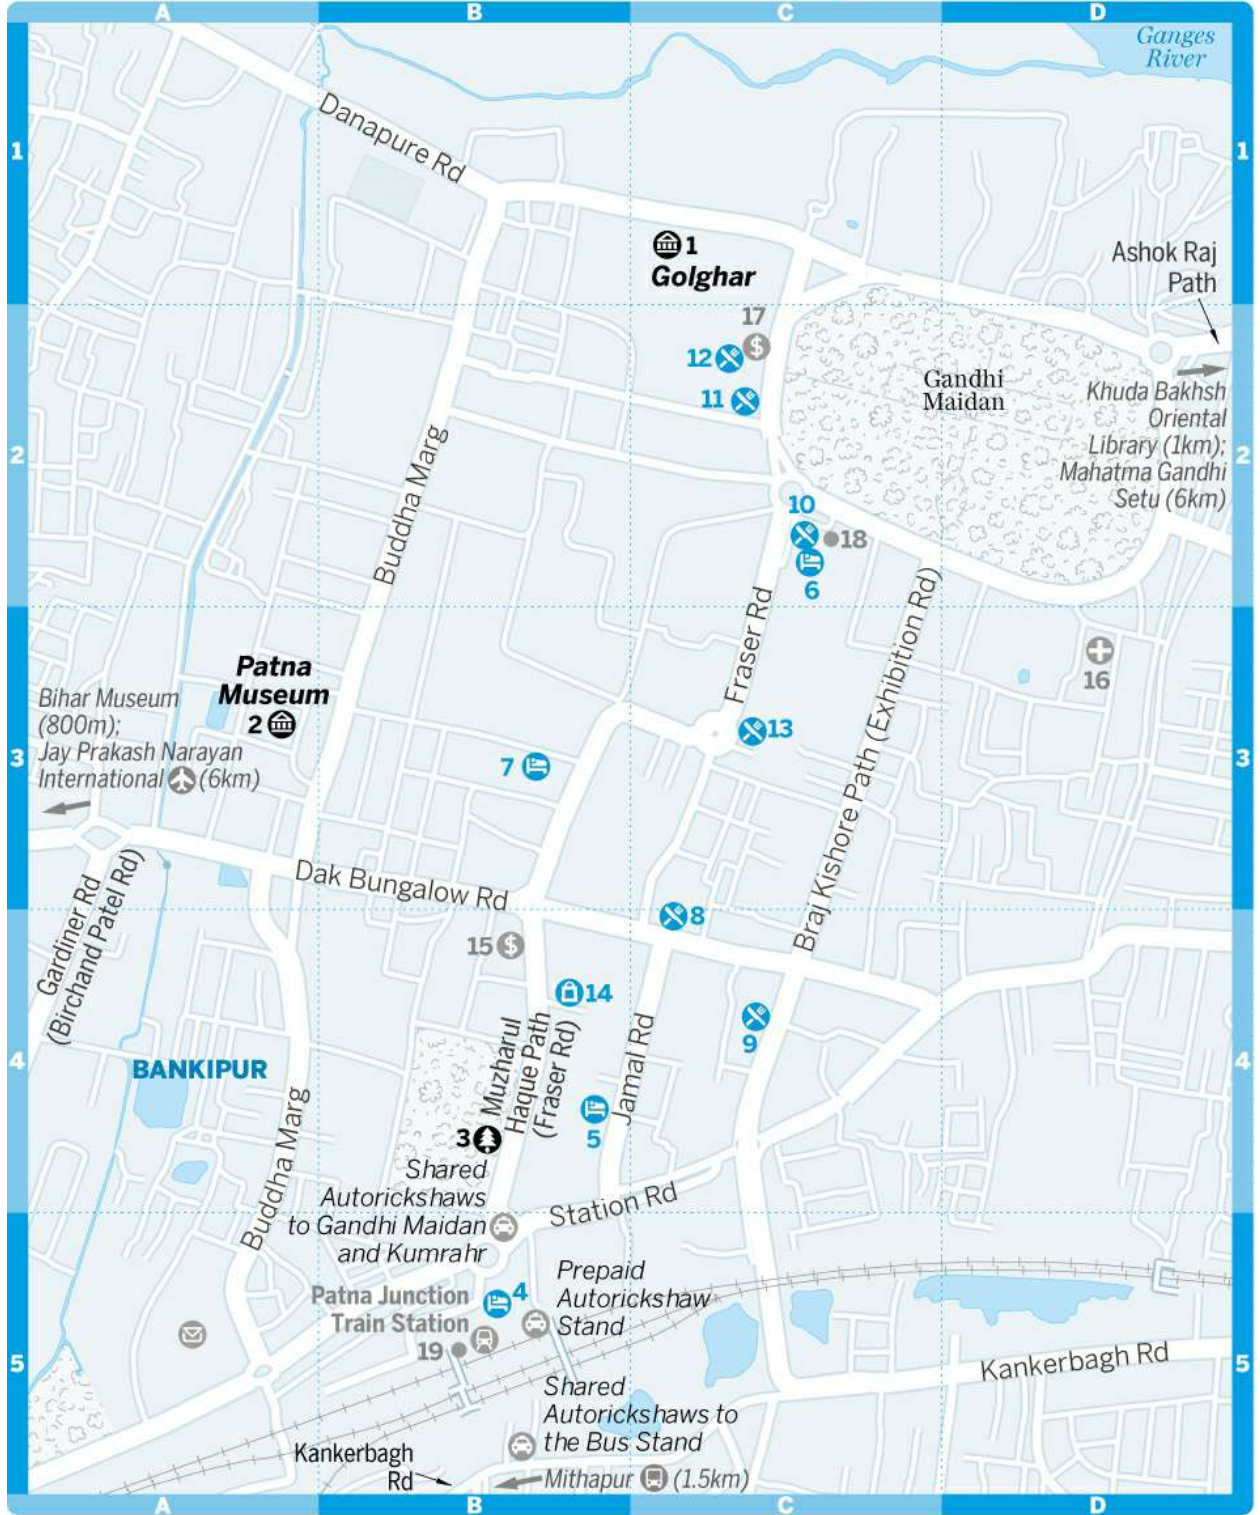 A B C D
Ganges
River
Danapure Rd
1 1
1
Golghar
Ashok Raj
Path
17
12 $
11
Gandhi
Maidan
Khuda Bakhsh
Oriental
Library (1km);
Mahatma Gandhi
Setu (6km)
2 2
Buddha Marg
10
18
6
Fraser Rd
Braj Kishore Path (Exhibition Rd)
16
Patna
Museum
2
Bihar Museum
(800m);
Jay Prakash Narayan
International (6km)
3 3
13
7
Dak Bungalow Rd
Gardiner Rd
(Birchand Patel Rd)
8
15 $
14
9
Muzharul
Haque Path
(Fraser Rd)
Jamal Rd
4 4
BANKIPUR
Buddha Marg
3
5
Shared
Autorickshaws
to Gandhi Maidan
and Kumrahr
Station Rd
Prepaid
Autorickshaw
Stand
Patna Junction
Train Station
4
19
5 5
Kankerbagh Rd
Shared
Autorickshaws to
the Bus Stand
Kankerbagh
Rd
Mithapur (1.5km)
A B C D